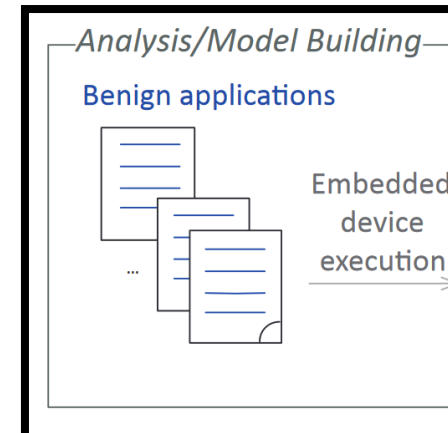 Analysis/Model Building
Benign applications
Embedded
device
execution
...